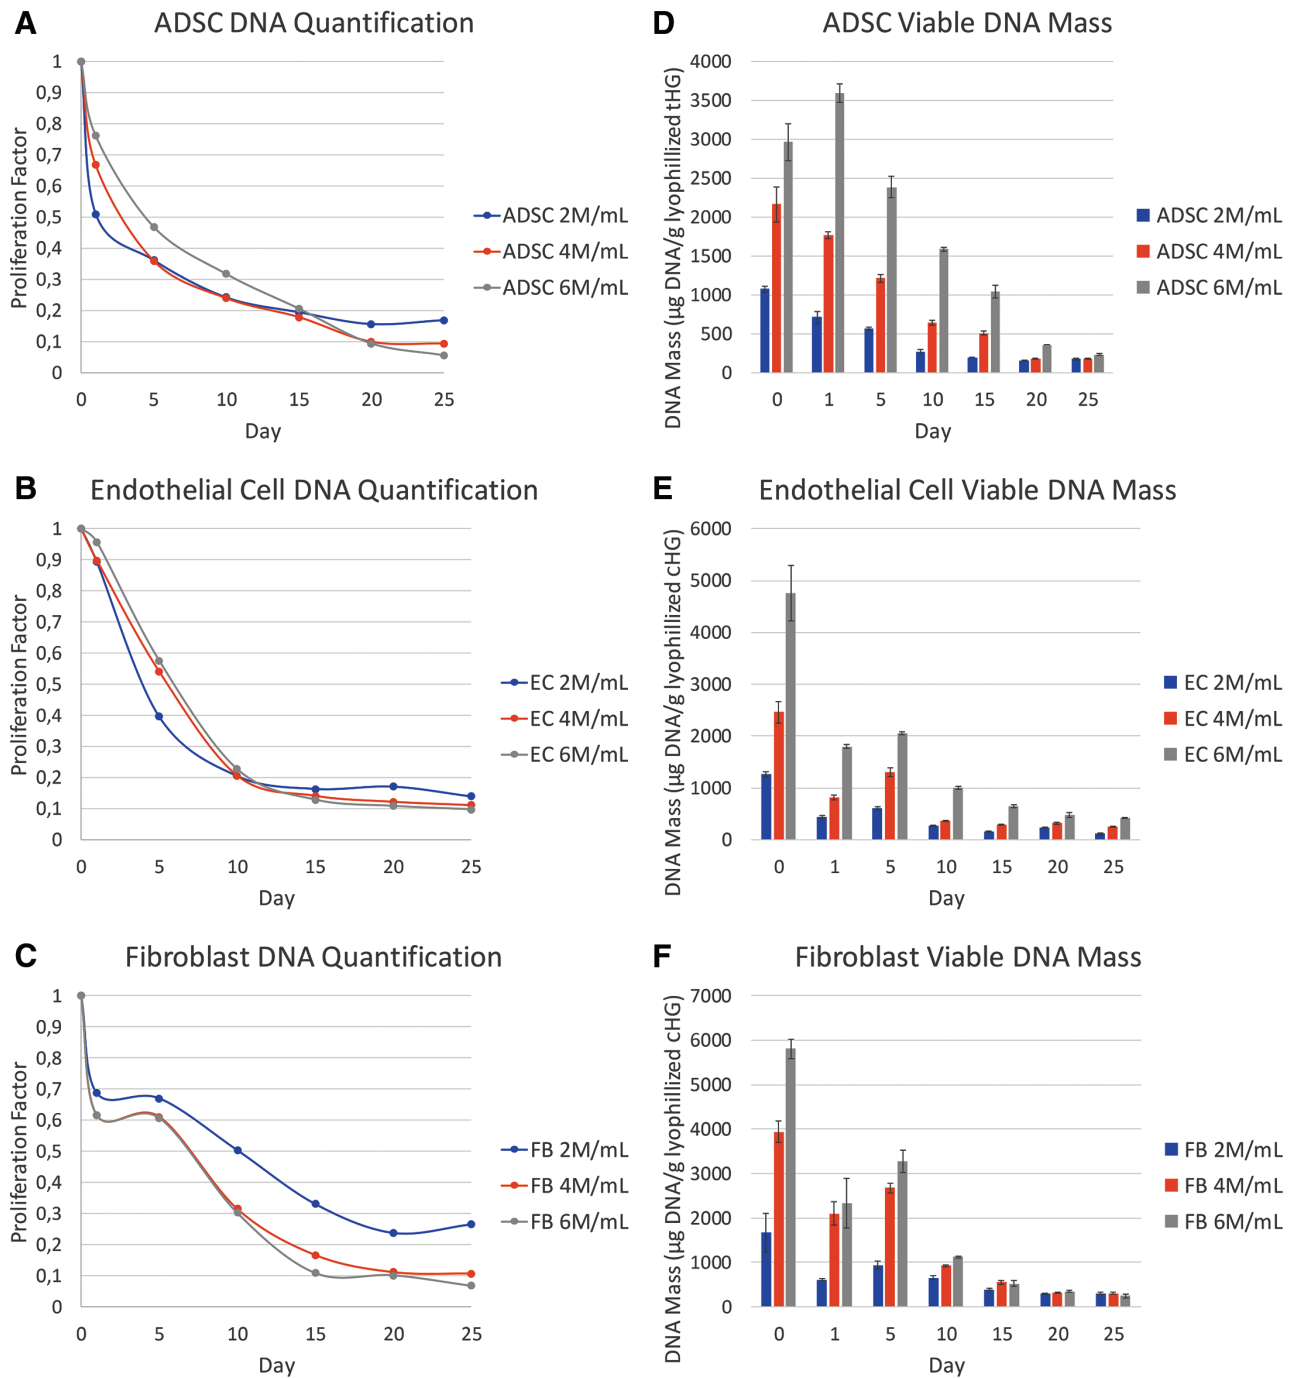 A
ADSC DNA Quantification
Proliferation Factor
1
0,9
0,8
0,7
0,6
0,5
0,4
0,3
0,2
0,1
0
0 5 10 15 20 25
Day
ADSC 2M/mL
ADSC 4M/mL
ADSC 6M/mL
D
ADSC Viable DNA Mass
DNA Mass (µg DNA/g lyophillized tHG)
4000
3500
3000
2500
2000
1500
1000
500
0
0 1 5 10 15 20 25
Day
ADSC 2M/mL
ADSC 4M/mL
ADSC 6M/mL
B
Endothelial Cell DNA Quantification
Proliferation Factor
1
0,9
0,8
0,7
0,6
0,5
0,4
0,3
0,2
0,1
0
0 5 10 15 20 25
Day
EC 2M/mL
EC 4M/mL
EC 6M/mL
E
Endothelial Cell Viable DNA Mass
DNA Mass (µg DNA/g lyophillized cHG)
6000
5000
4000
3000
2000
1000
0
0 1 5 10 15 20 25
Day
EC 2M/mL
EC 4M/mL
EC 6M/mL
C
Fibroblast DNA Quantification
Proliferation Factor
1
0,9
0,8
0,7
0,6
0,5
0,4
0,3
0,2
0,1
0
0 5 10 15 20 25
Day
FB 2M/mL
FB 4M/mL
FB 6M/mL
F
Fibroblast Viable DNA Mass
DNA Mass (µg DNA/g lyophillized cHG)
7000
6000
5000
4000
3000
2000
1000
0
0 1 5 10 15 20 25
Day
FB 2M/mL
FB 4M/mL
FB 6M/mL